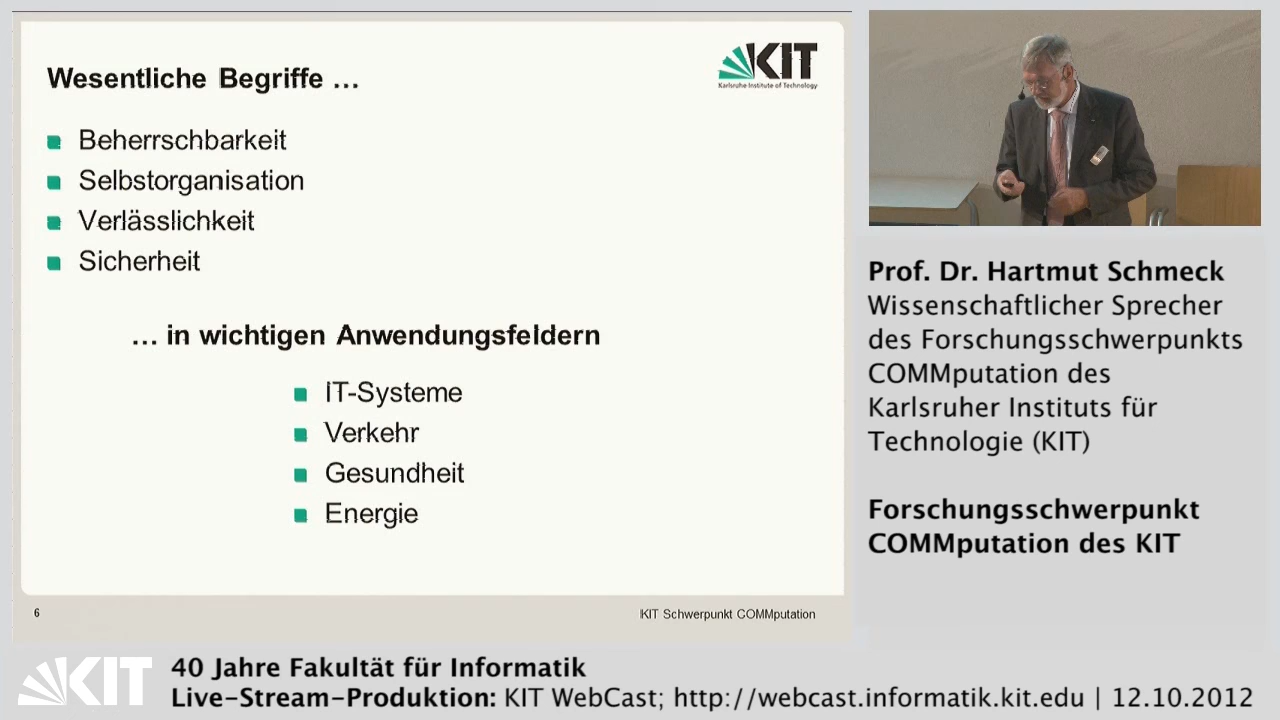 Wesentliche Begriffe ...
KIT
Karlsruhe Institute of Technology
Beherrschbarkeit
Selbstorganisation
Verlässlichkeit
Sicherheit
... in wichtigen Anwendungsfeldern
IT-Systeme
Verkehr
Gesundheit
Energie
6
KIT Schwerpunkt COMMputation
Prof. Dr. Hartmut Schmeck
Wissenschaftlicher Sprecher
des Forschungsschwerpunkts
COMMputation des
Karlsruher Instituts für
Technologie (KIT)
Forschungsschwerpunkt
COMMputation des KIT
KIT
40 Jahre Fakultät für Informatik
Live-Stream-Produktion: KIT WebCast; http://webcast.informatik.kit.edu | 12.10.2012